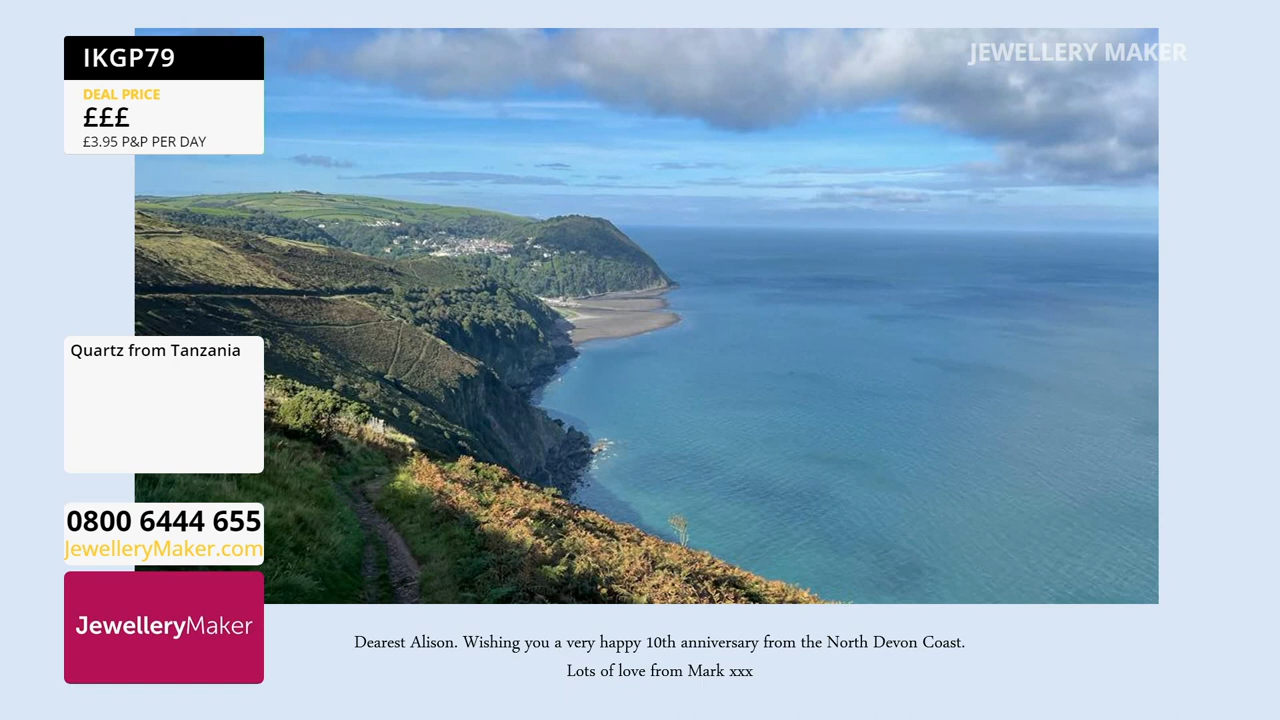 IKGP79
DEAL PRICE
£££
£3.95 P&P PER DAY
JEWELLERY MAKER
Quartz from Tanzania
0800 6444 655
JewelleryMaker.com
JewelleryMaker
Dearest Alison. Wishing you a very happy 10th anniversary from the North Devon Coast.
Lots of love from Mark xxx